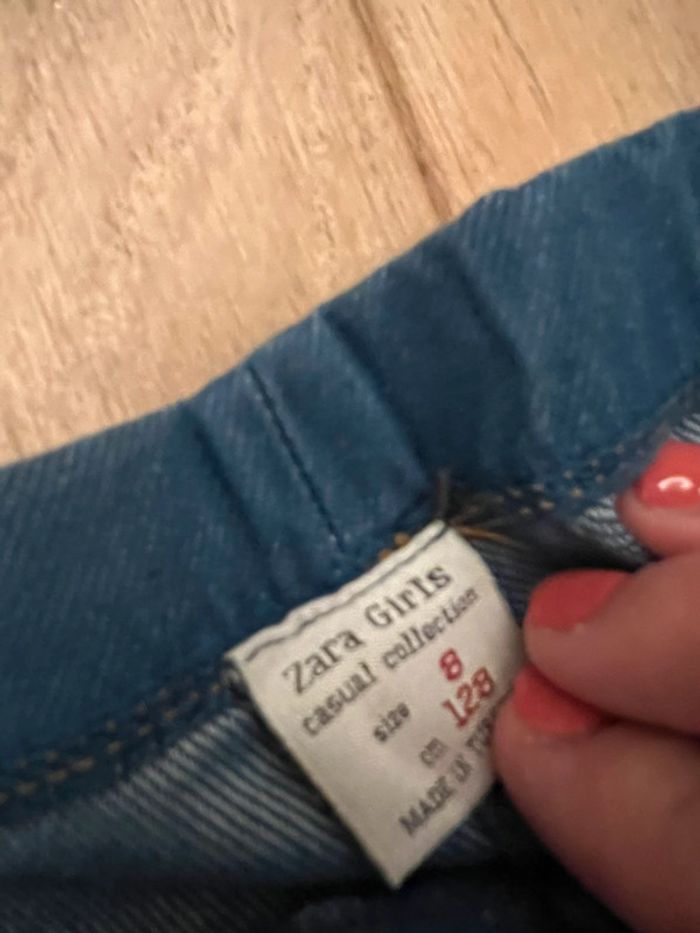 Zara Girls
casual collection
size 8
cm 128
MADE IN